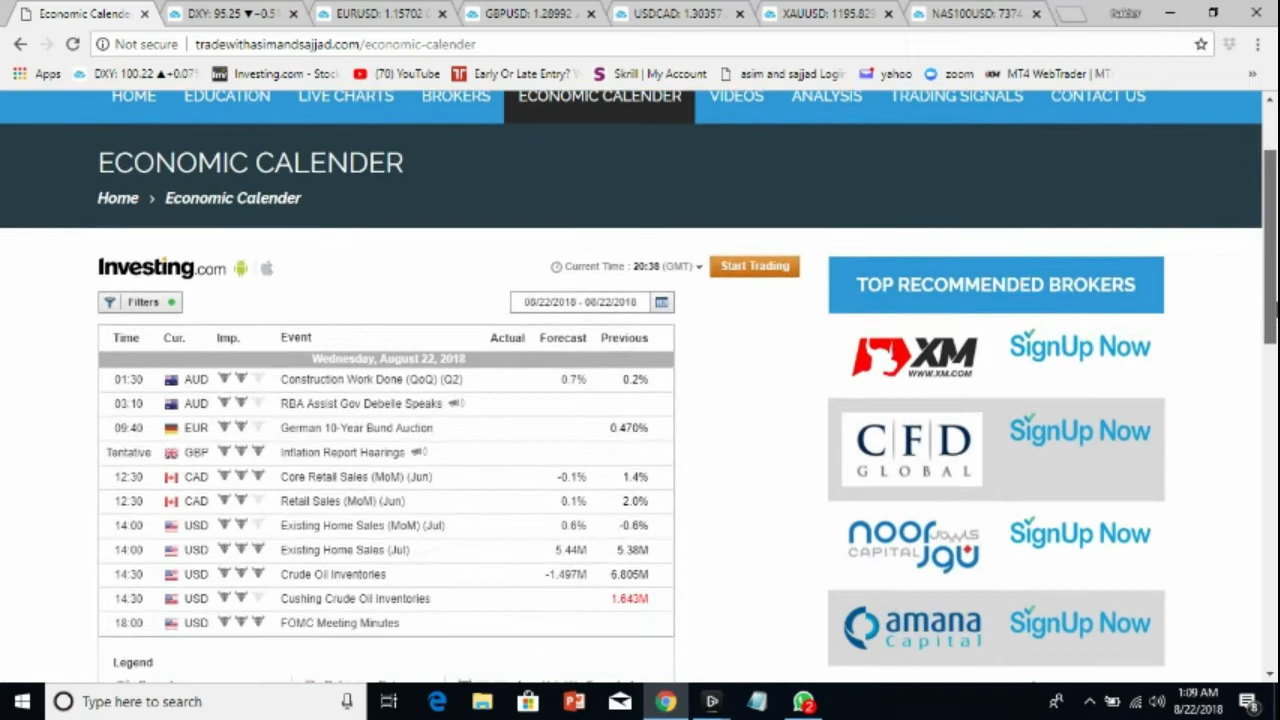 Economic Calende
DXY: 95.25 ▼−0.5
EURUSD: 1.15702
GBPUSD: 1.28992
USDCAD: 1.30357
XAUUSD: 1195.829
NAS100USD: 7374
Not secure | tradewithasimandsajjad.com/economic-calender
Apps
DXY: 100.22 ▲+0.07
Investing.com - Stoc
(70) YouTube
Early Or Late Entry?
Skrill | My Account
asim and sajjad Login
yahoo
zoom
MT4 WebTrader | MT
HOME
EDUCATION
LIVE CHARTS
BROKERS
ECONOMIC CALENDER
VIDEOS
ANALYSIS
TRADING SIGNALS
CONTACT US
ECONOMIC CALENDER
Home › Economic Calender
Investing.com
Current Time : 20:38 (GMT)
Start Trading
Filters
08/22/2018 - 08/22/2018
Time Cur. Imp. Event Actual Forecast Previous
Wednesday, August 22, 2018
01:30 AUD Construction Work Done (QoQ) (Q2) 0.7% 0.2%
03:10 AUD RBA Assist Gov Debelle Speaks
09:40 EUR German 10-Year Bund Auction 0.470%
Tentative GBP Inflation Report Hearings
12:30 CAD Core Retail Sales (MoM) (Jun) -0.1% 1.4%
12:30 CAD Retail Sales (MoM) (Jun) 0.1% 2.0%
14:00 USD Existing Home Sales (MoM) (Jul) 0.6% -0.6%
14:00 USD Existing Home Sales (Jul) 5.44M 5.38M
14:30 USD Crude Oil Inventories -1.497M 6.805M
14:30 USD Cushing Crude Oil Inventories 1.643M
18:00 USD FOMC Meeting Minutes
Legend
TOP RECOMMENDED BROKERS
XM
WWW.XM.COM
SignUp Now
CFD
GLOBAL
SignUp Now
noor
CAPITAL
نور
SignUp Now
amana
capital
SignUp Now
Type here to search
2
1:09 AM
8/22/2018
8